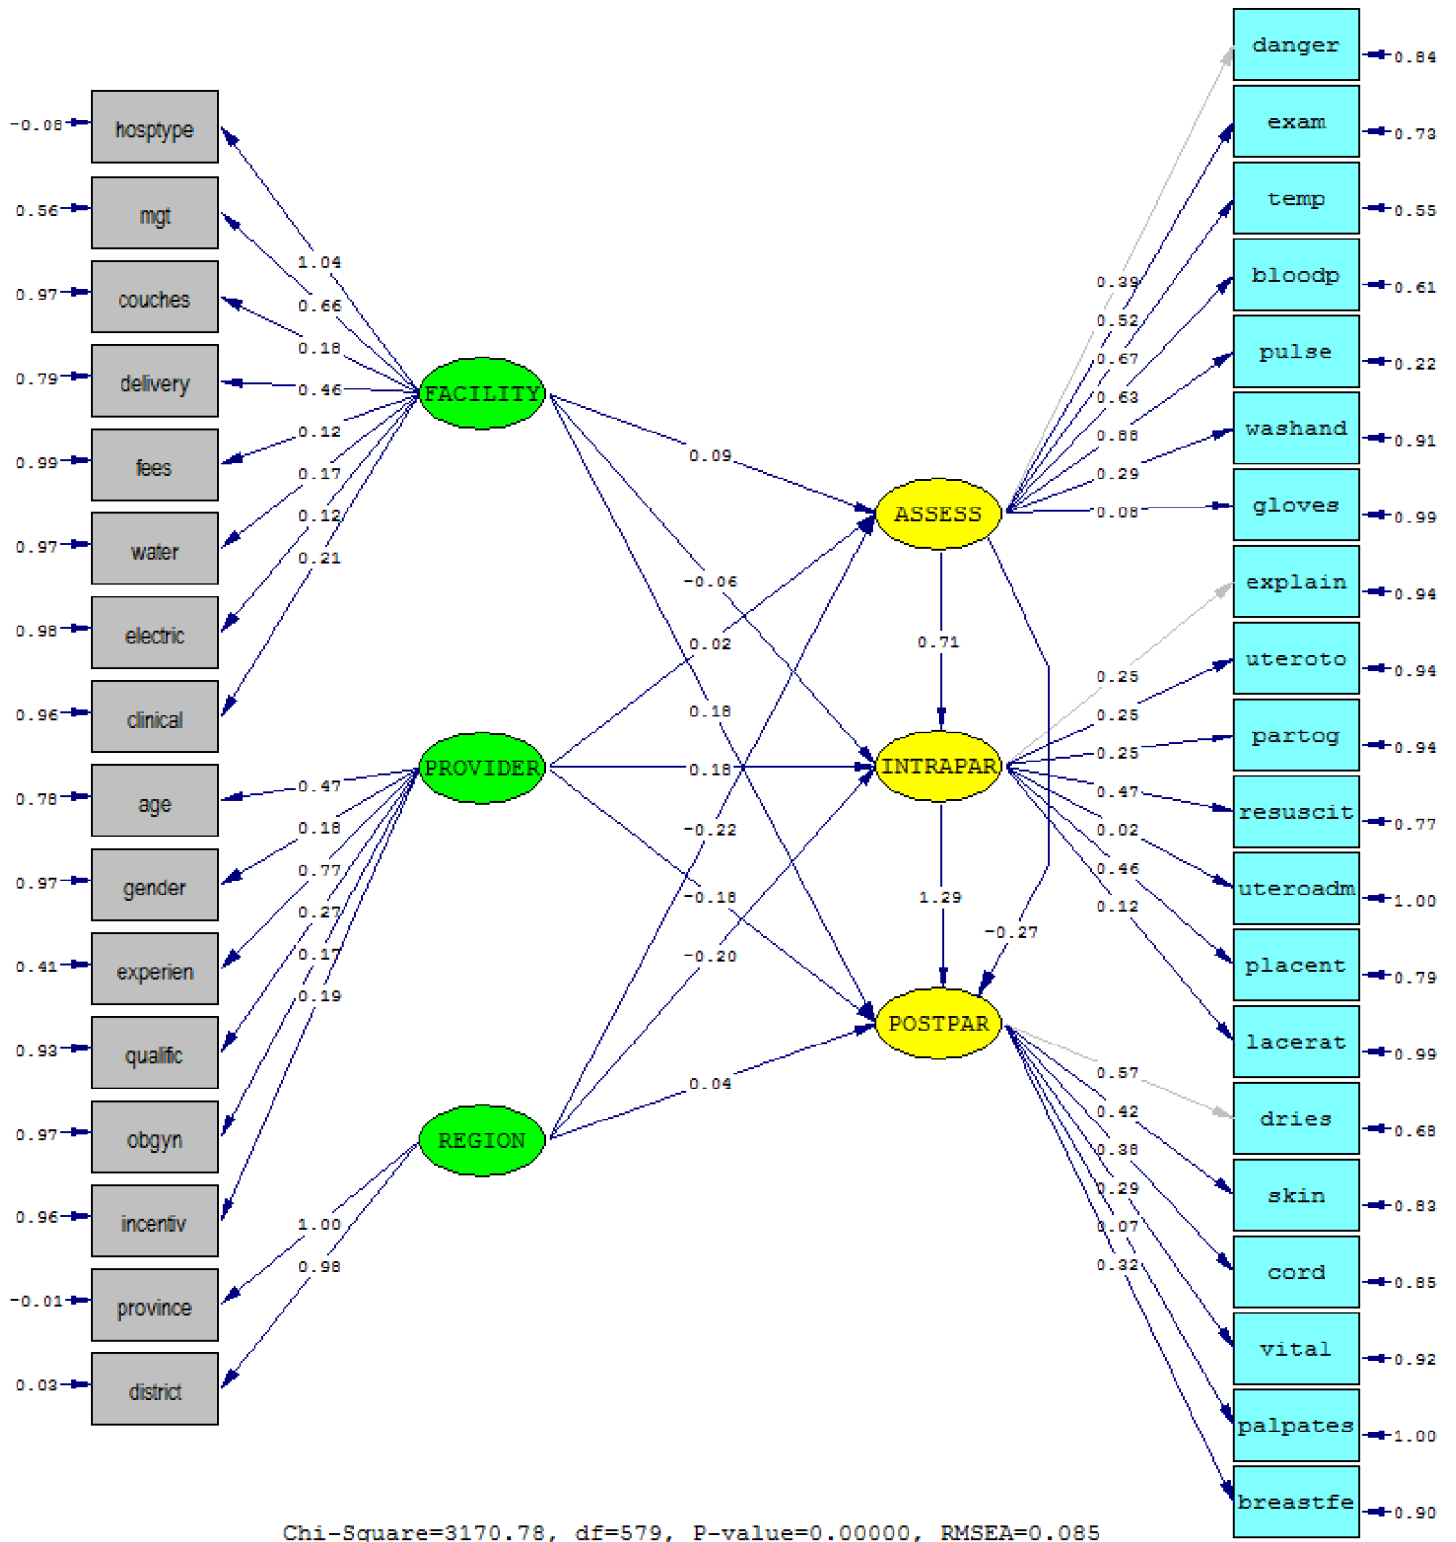 -0.08
hosptype
0.56
mgt
0.97
couches
0.79
delivery
0.99
fees
0.97
water
0.98
electric
0.96
clinical
0.78
age
0.97
gender
0.41
experien
0.93
qualific
0.97
obgyn
0.96
incentiv
-0.01
province
0.03
district
1.04
0.66
0.18
0.46
0.12
0.17
0.12
0.21
0.47
0.18
0.77
0.27
0.17
0.19
1.00
0.98
FACILITY
PROVIDER
REGION
0.09
-0.06
0.02
0.18
0.18
-0.22
-0.18
-0.20
0.04
ASSESS
0.71
INTRAPAR
1.29
-0.27
POSTPAR
0.39
0.52
0.67
0.63
0.88
0.29
0.08
0.25
0.25
0.25
0.47
0.02
0.46
0.12
0.57
0.42
0.38
0.29
0.07
0.32
danger
0.84
exam
0.73
temp
0.55
bloodp
0.61
pulse
0.22
washand
0.91
gloves
0.99
explain
0.94
uteroto
0.94
partog
0.94
resuscit
0.77
uteroadm
1.00
placent
0.79
lacerat
0.99
dries
0.68
skin
0.83
cord
0.85
vital
0.92
palpates
1.00
breastfe
0.90
Chi-Square=3170.78, df=579, P-value=0.00000, RMSEA=0.085